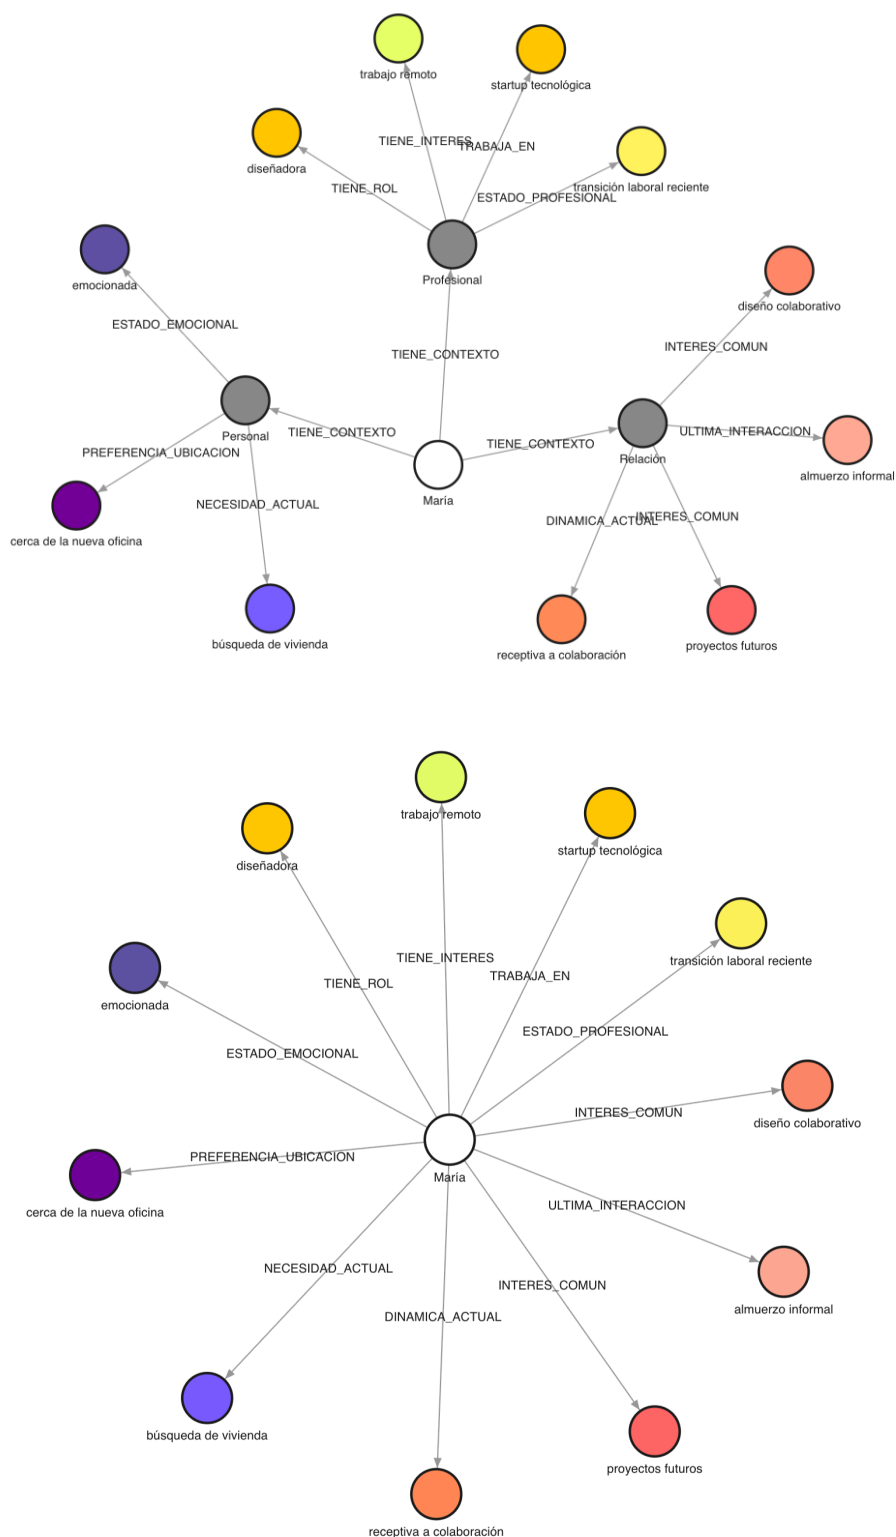 trabajo remoto
startup tecnológica
TIENE_INTERES
TRABAJA_EN
diseñadora
transición laboral reciente
TIENE_ROL
ESTADO_PROFESIONAL
Profesional
emocionada
diseño colaborativo
ESTADO_EMOCIONAL
INTERES_COMUN
TIENE_CONTEXTO
Personal
TIENE_CONTEXTO
ULTIMA_INTERACCION
PREFERENCIA_UBICACION
TIENE_CONTEXTO
Relación
almuerzo informal
María
NECESIDAD_ACTUAL
DINAMICA_ACTUAL
INTERES_COMUN
cerca de la nueva oficina
búsqueda de vivienda
receptiva a colaboración
proyectos futuros
trabajo remoto
startup tecnológica
diseñadora
transición laboral reciente
TIENE_INTERES
TRABAJA_EN
TIENE_ROL
emocionada
ESTADO_PROFESIONAL
ESTADO_EMOCIONAL
INTERES_COMUN
diseño colaborativo
PREFERENCIA_UBICACION
María
cerca de la nueva oficina
ULTIMA_INTERACCION
NECESIDAD_ACTUAL
INTERES_COMUN
almuerzo informal
DINAMICA_ACTUAL
búsqueda de vivienda
proyectos futuros
receptiva a colaboración